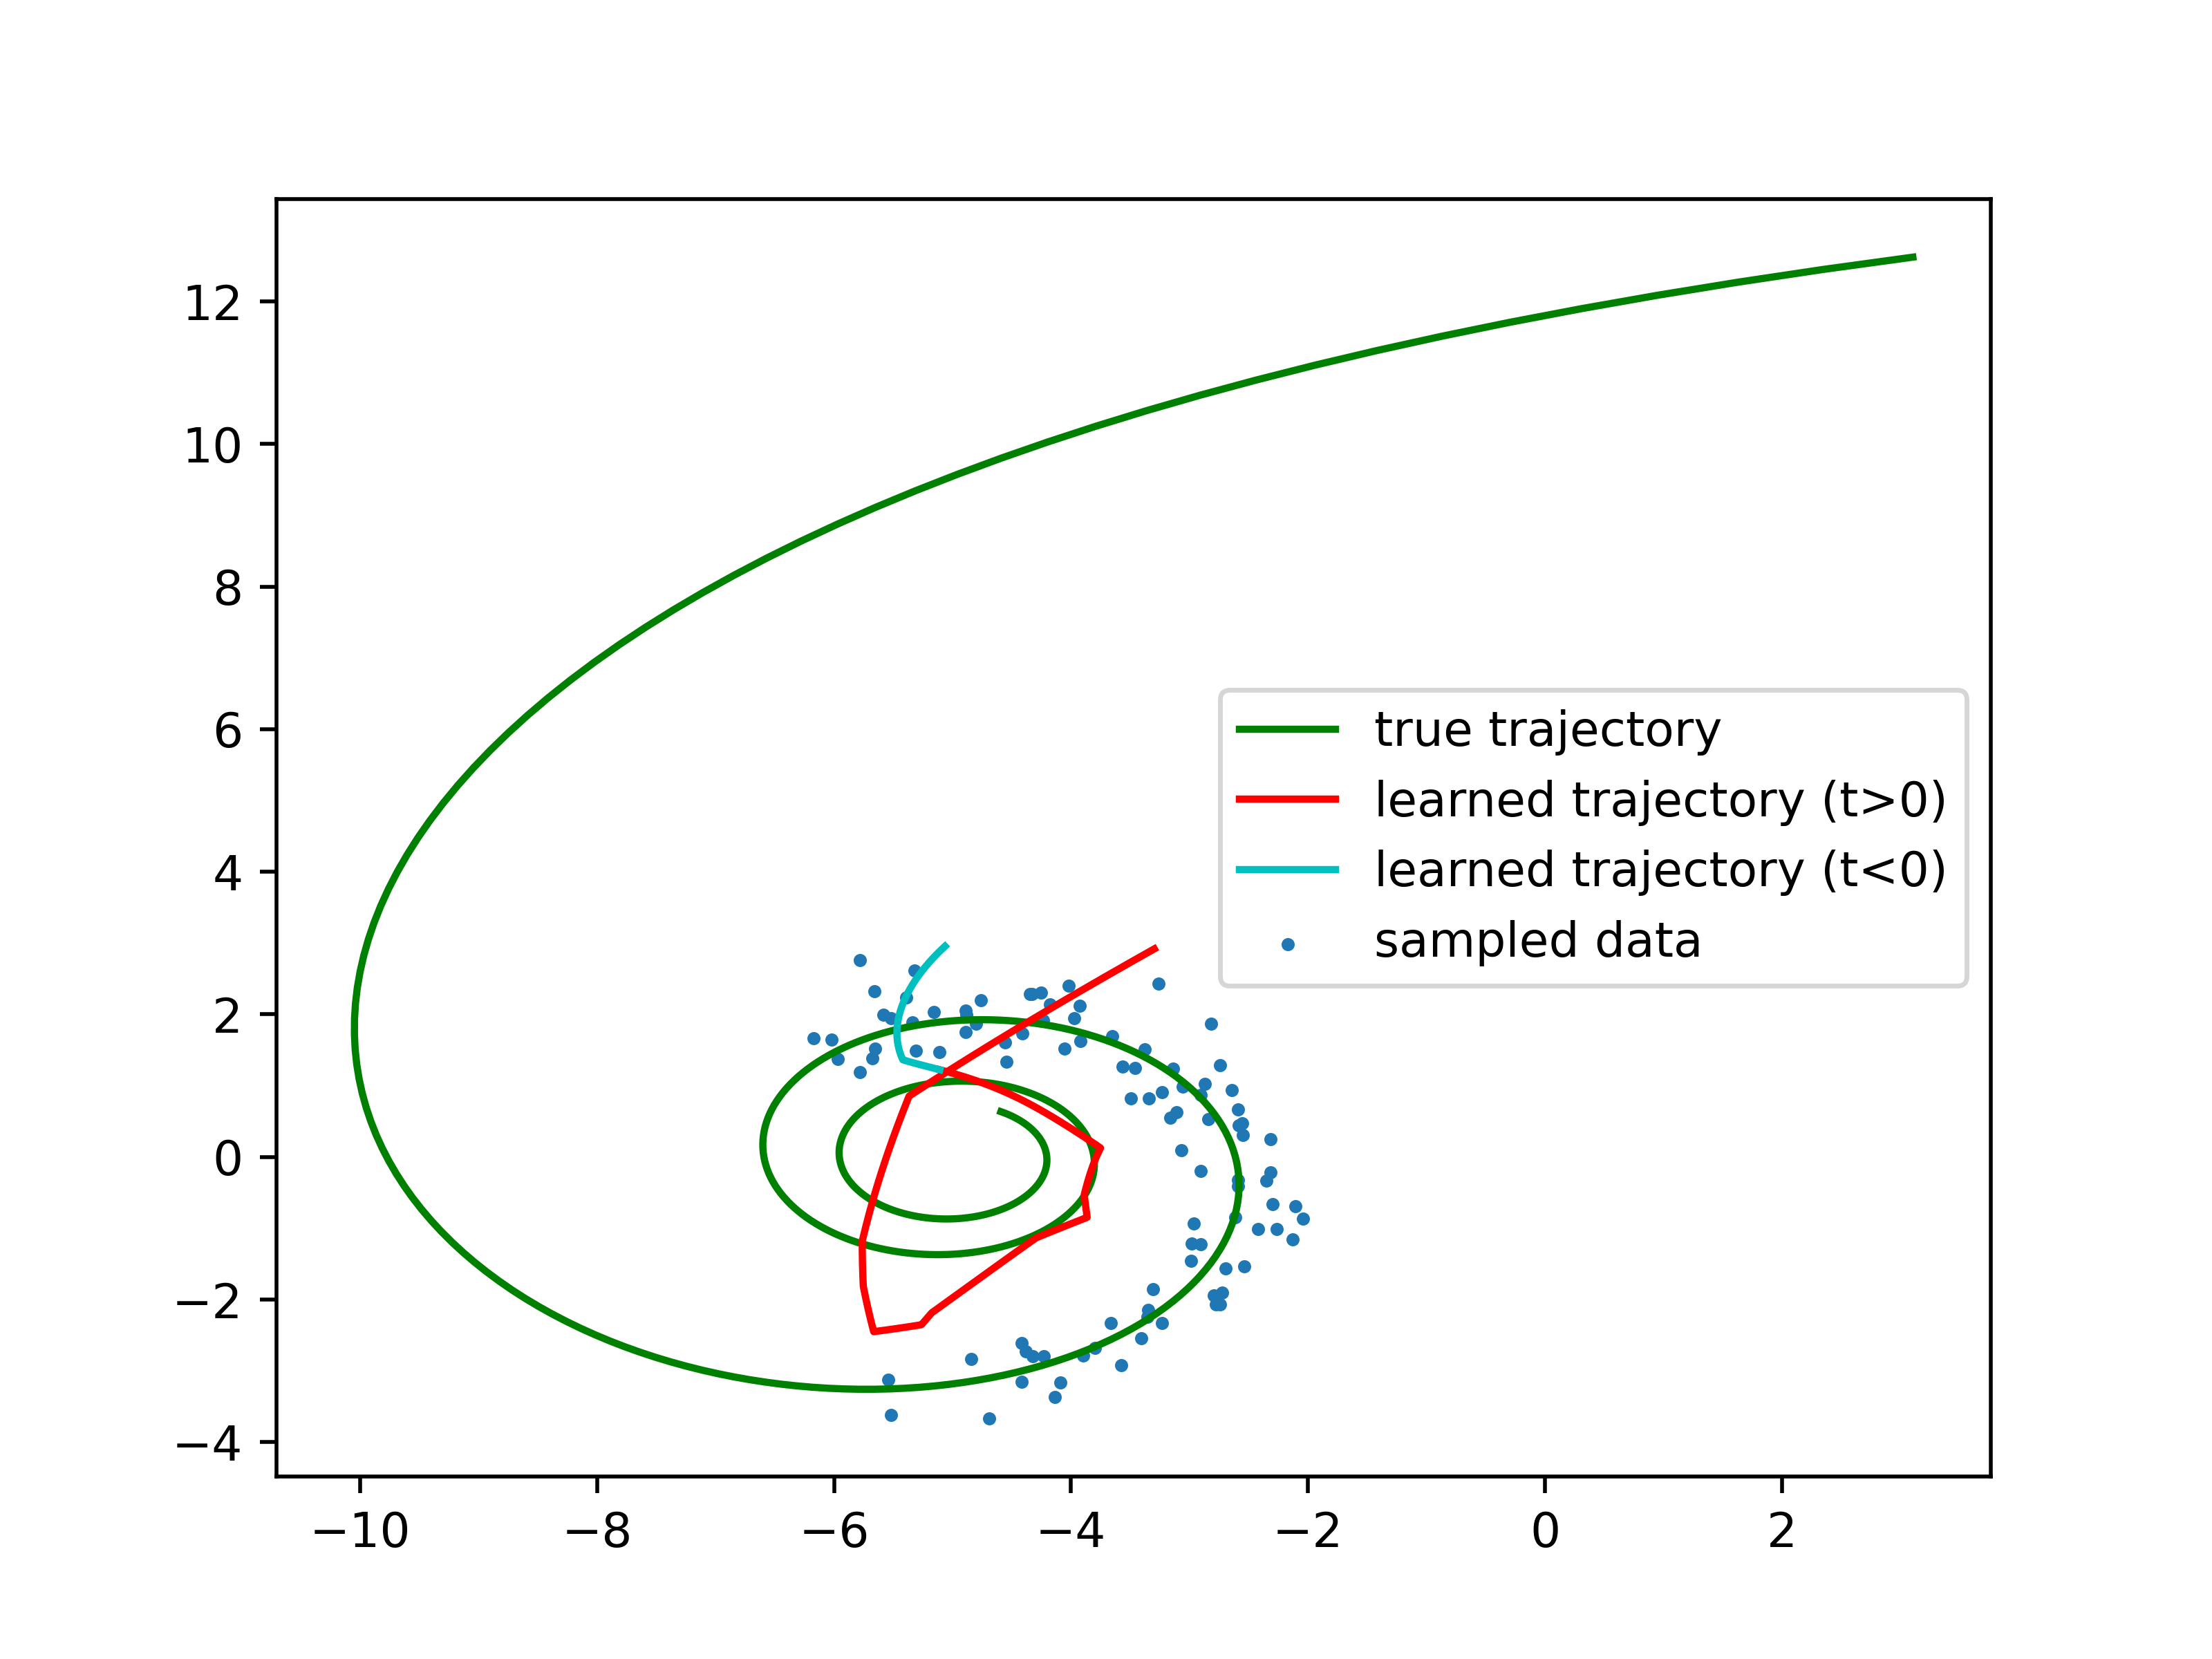 12
10
8
6
4
2
0
−2
−4
true trajectory
learned trajectory (t>0)
learned trajectory (t<0)
sampled data
−10 −8 −6 −4 −2 0 2